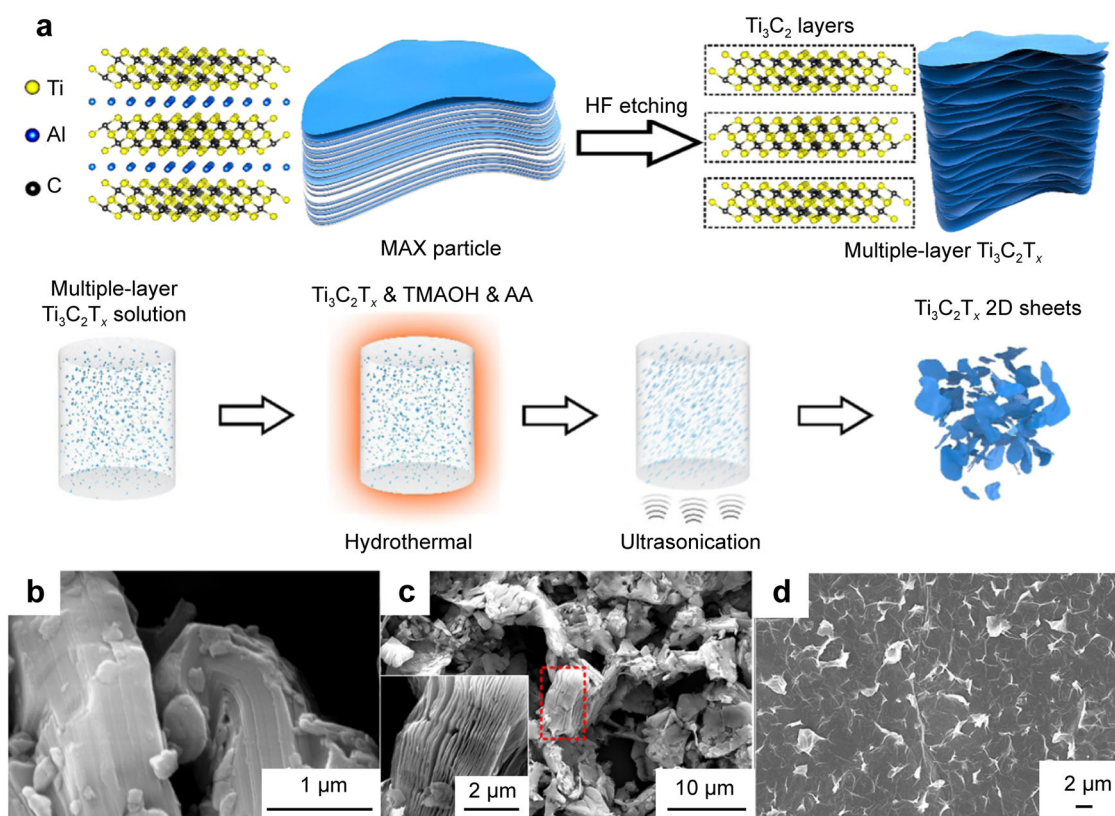 a
Ti₃C₂ layers
Ti
Al
C
HF etching
MAX particle
Multiple-layer Ti₃C₂Tₓ
Multiple-layer
Ti₃C₂Tₓ solution
Ti₃C₂Tₓ & TMAOH & AA
Ti₃C₂Tₓ 2D sheets
Hydrothermal
Ultrasonication
b
1 μm
c
2 μm
10 μm
d
2 μm